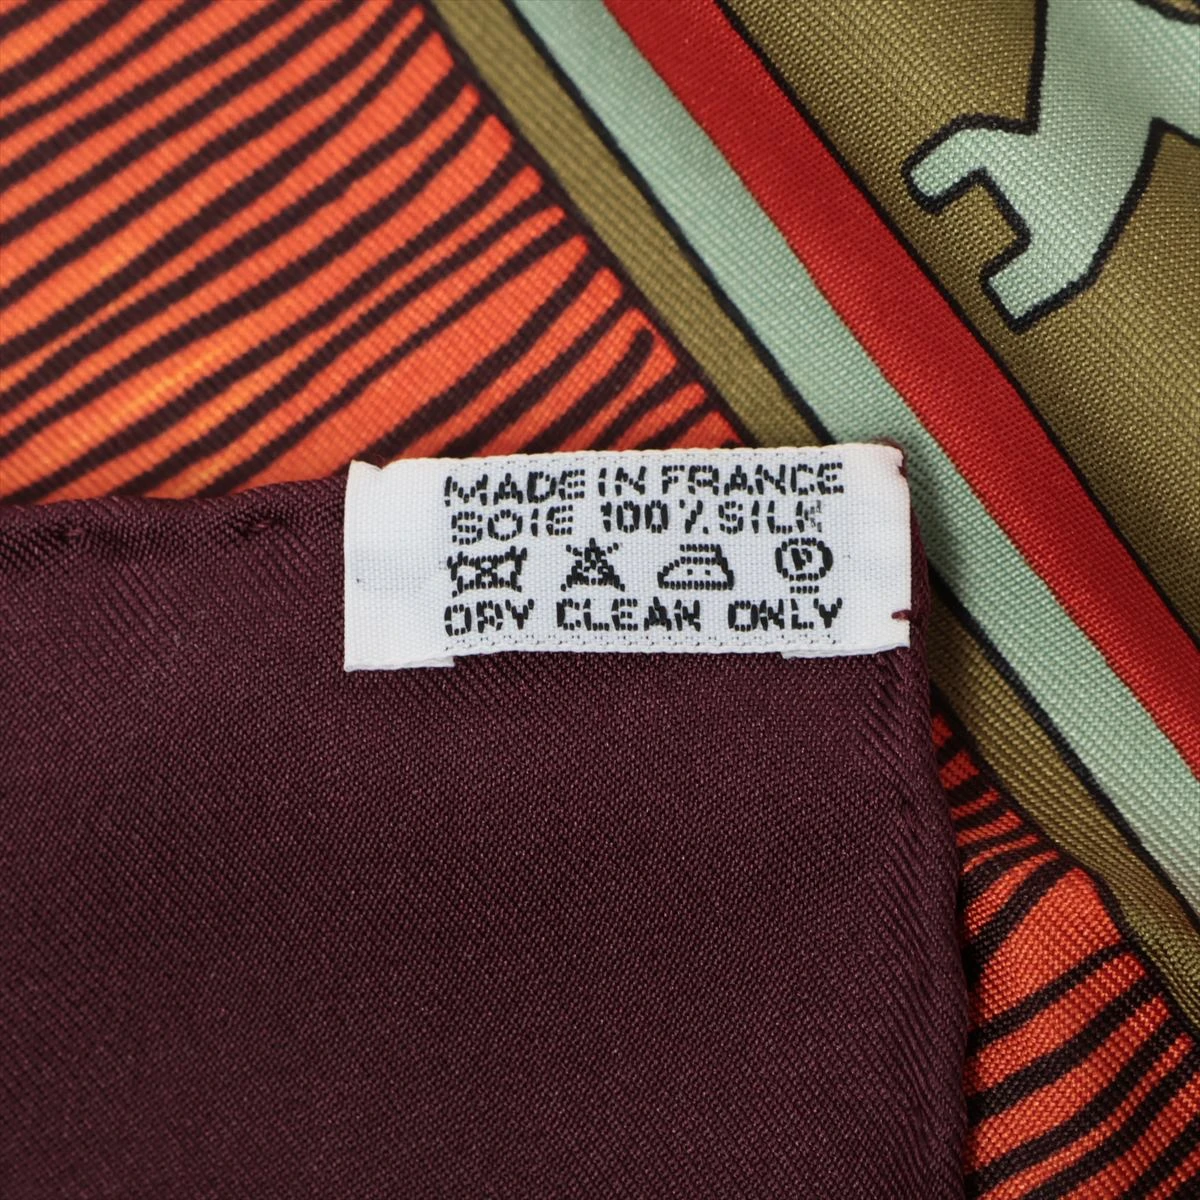 MADE IN FRANCE
SOIE 100% SILK
P
DRY CLEAN ONLY